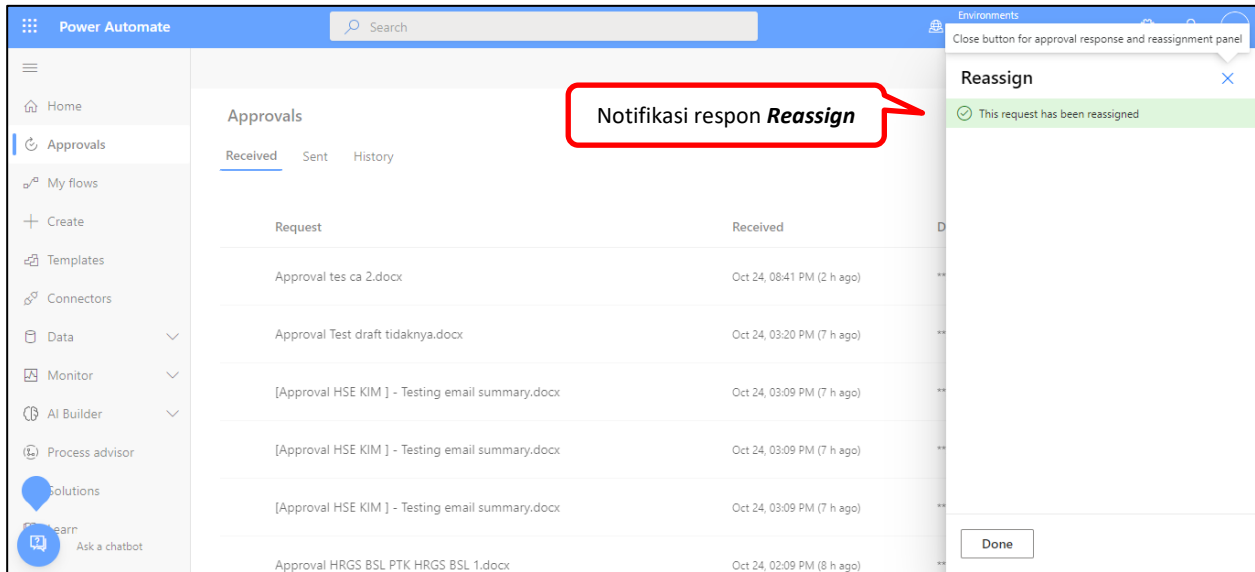 Power Automate
Search
Environments
Close button for approval response and reassignment panel
Home
Approvals
My flows
Create
Templates
Connectors
Data
Monitor
AI Builder
Process advisor
Solutions
Learn
Ask a chatbot
Approvals
Received Sent History
Request Received D
Approval tes ca 2.docx Oct 24, 08:41 PM (2 h ago) **
Approval Test draft tidaknya.docx Oct 24, 03:20 PM (7 h ago) **
[Approval HSE KIM ] - Testing email summary.docx Oct 24, 03:09 PM (7 h ago) **
[Approval HSE KIM ] - Testing email summary.docx Oct 24, 03:09 PM (7 h ago) **
[Approval HSE KIM ] - Testing email summary.docx Oct 24, 03:09 PM (7 h ago) **
Approval HRGS BSL PTK HRGS BSL 1.docx Oct 24, 02:09 PM (8 h ago) **
Notifikasi respon Reassign
Reassign
This request has been reassigned
Done